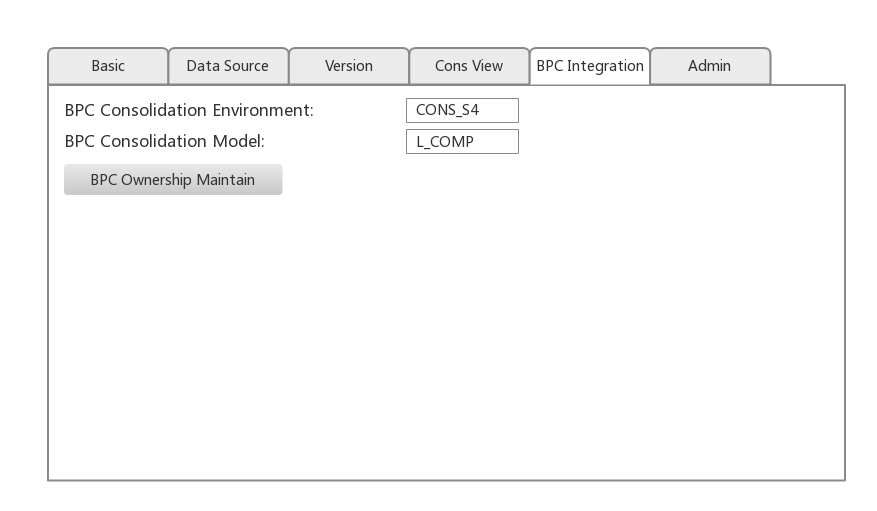 Basic Data Source Version Cons View BPC Integration Admin
BPC Consolidation Environment: CONS_S4
BPC Consolidation Model: L_COMP
BPC Ownership Maintain